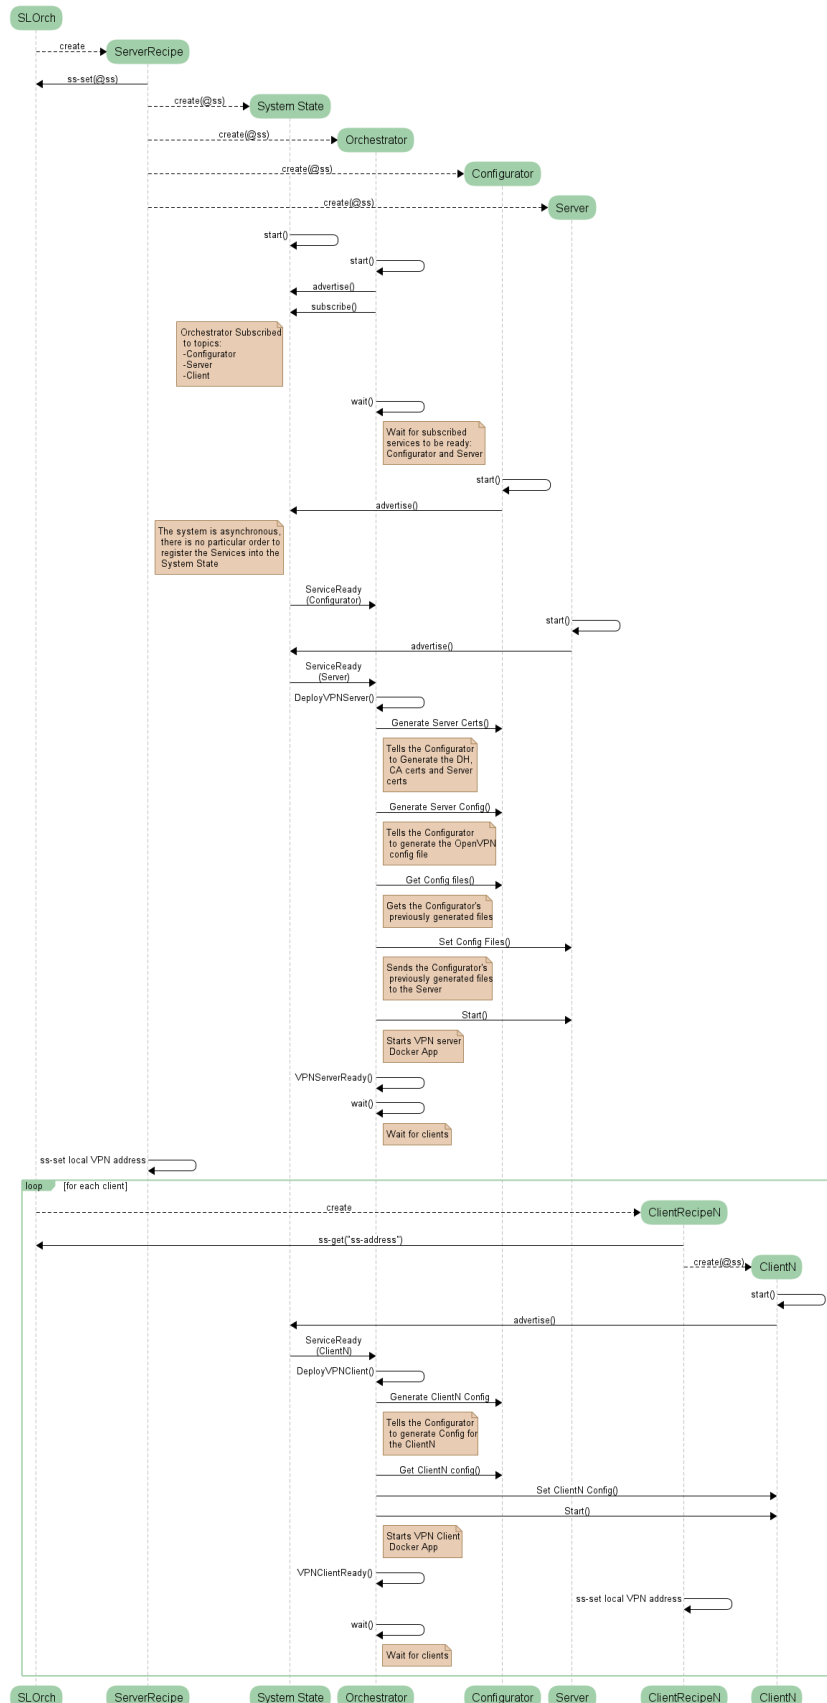 SLOrch
create
ServerRecipe
ss-set(@ss)
create(@ss)
System State
create(@ss)
Orchestrator
create(@ss)
Configurator
create(@ss)
Server
start()
start()
advertise()
subscribe()
Orchestrator Subscribed
to topics:
-Configurator
-Server
-Client
wait()
Wait for subscribed
services to be ready:
Configurator and Server
start()
advertise()
The system is asynchronous,
there is no particular order to
register the Services into the
System State
ServiceReady
(Configurator)
start()
advertise()
ServiceReady
(Server)
DeployVPNServer()
Generate Server Certs()
Tells the Configurator
to Generate the DH,
CA certs and Server
certs
Generate Server Config()
Tells the Configurator
to generate the OpenVPN
config file
Get Config files()
Gets the Configurator's
previously generated files
Set Config Files()
Sends the Configurator's
previously generated files
to the Server
Start()
Starts VPN server
Docker App
VPNServerReady()
wait()
Wait for clients
ss-set local VPN address
loop [for each client]
create
ClientRecipeN
ss-get("ss-address")
create(@ss)
ClientN
start()
advertise()
ServiceReady
(ClientN)
DeployVPNClient()
Generate ClientN Config
Tells the Configurator
to generate Config for
the ClientN
Get ClientN config()
Set ClientN Config()
Start()
Starts VPN Client
Docker App
VPNClientReady()
ss-set local VPN address
wait()
Wait for clients
SLOrch ServerRecipe System State Orchestrator Configurator Server ClientRecipeN ClientN